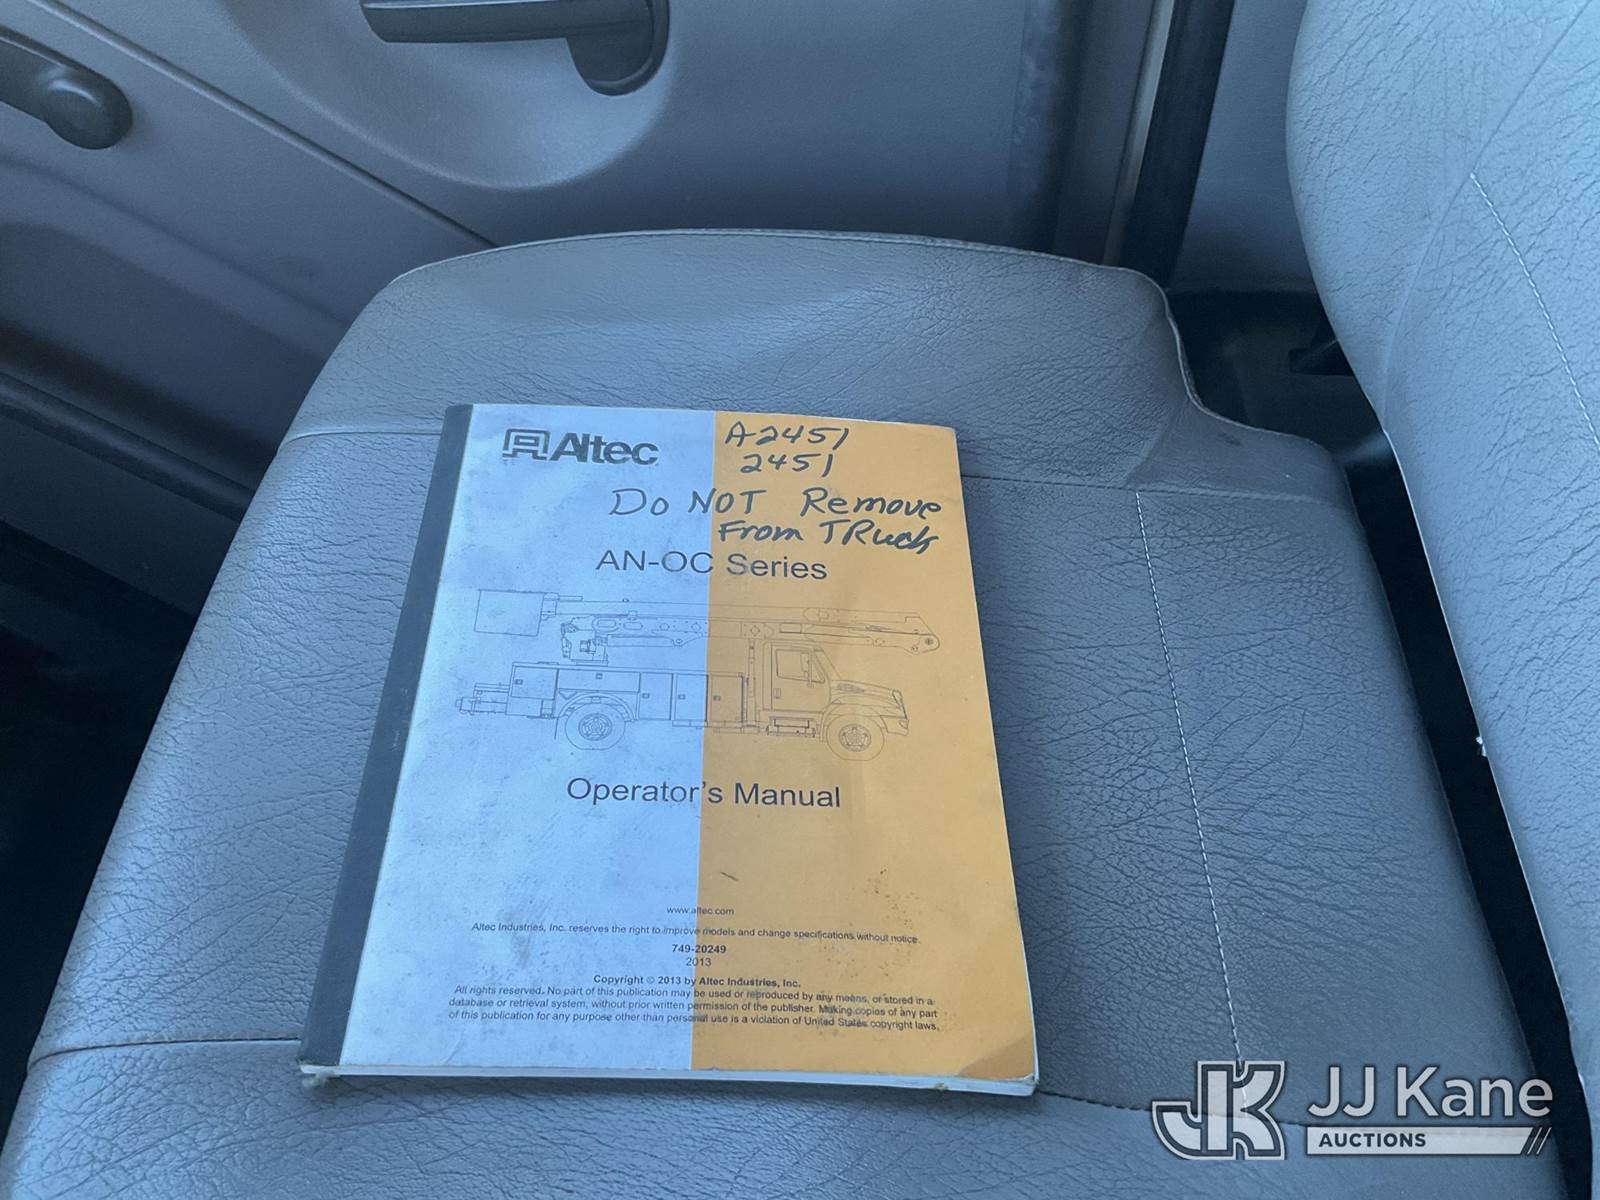 Altec
A2451
2451
Do NOT Remove
From TRuck
AN-OC Series
Operator's Manual
www.altec.com
Altec Industries, Inc. reserves the right to improve models and change specifications without notice.
749-20249
2013
Copyright © 2013 by Altec Industries, Inc.
All rights reserved. No part of this publication may be used or reproduced by any means, or stored in a
database or retrieval system, without prior written permission of the publisher. Making copies of any part
of this publication for any purpose other than personal use is a violation of United States copyright laws.
JK JJ Kane
AUCTIONS